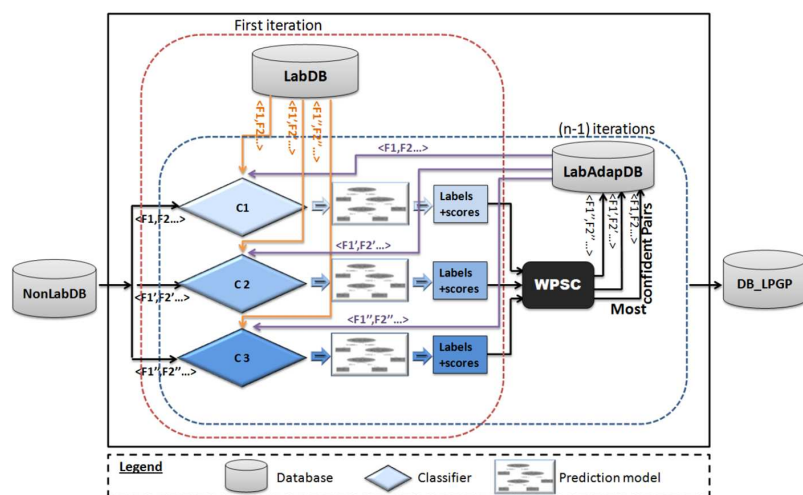 First iteration
LabDB
<F1,F2...>
<F1',F2'...>
<F1'',F2''...>
(n-1) iterations
<F1,F2...>
LabAdapDB
C1
Labels
+scores
<F1,F2...>
<F1'',F2''...>
<F1',F2'...>
<F1,F2...>
Most confident Pairs
<F1',F2'...>
NonLabDB
C 2
Labels
+scores
WPSC
DB_LPGP
<F1',F2'...>
<F1'',F2''...>
C 3
Labels
+scores
<F1'',F2''...>
Legend
Database
Classifier
Prediction model